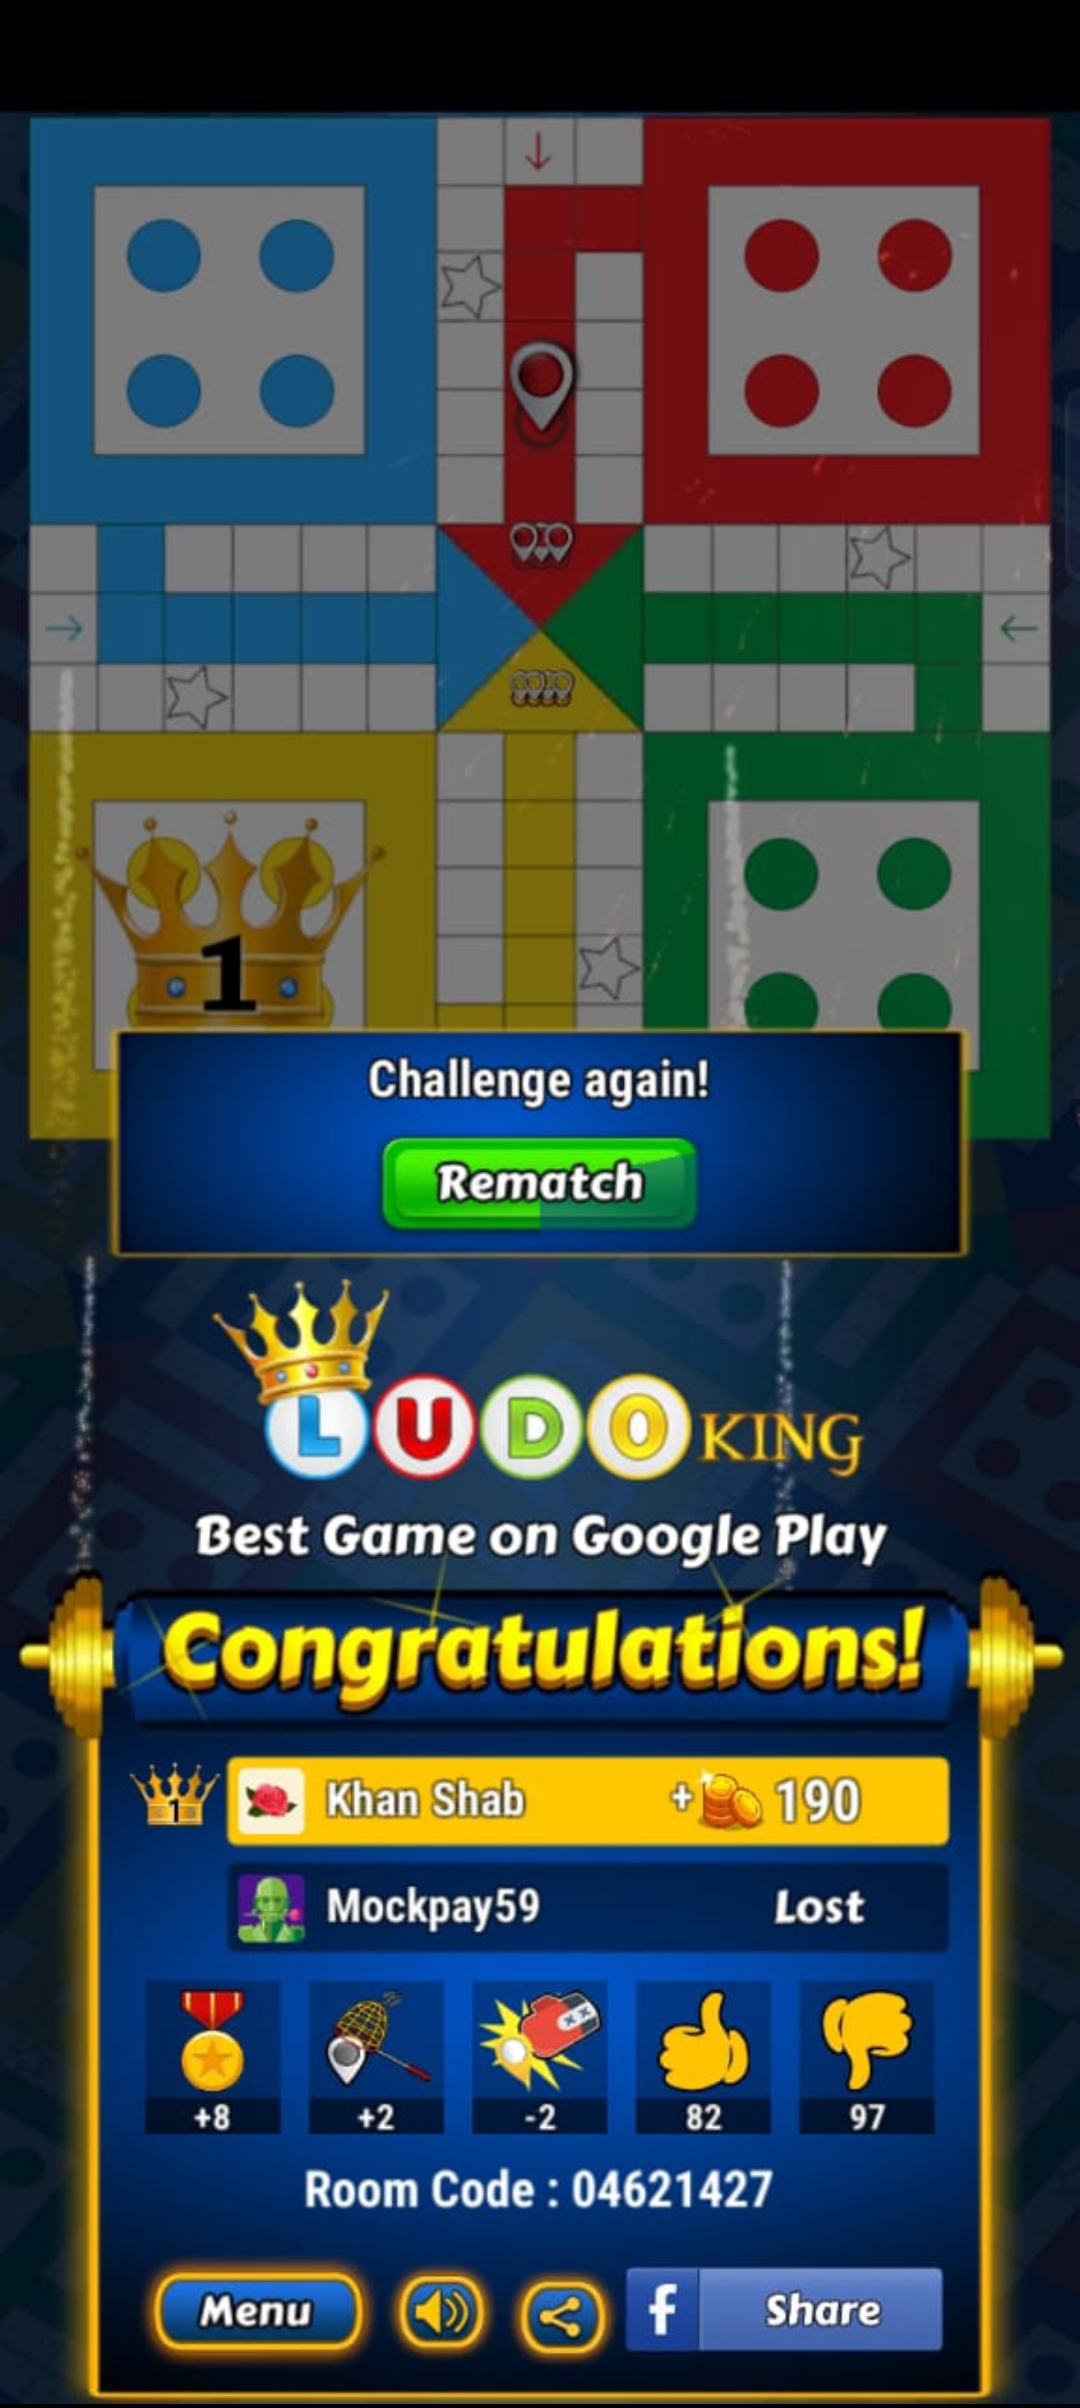 1
Challenge again!
Rematch
LUDO KING
Best Game on Google Play
Congratulations!
1 Khan Shab + 190
Mockpay59 Lost
+8 +2 -2 82 97
Room Code : 04621427
Menu f Share